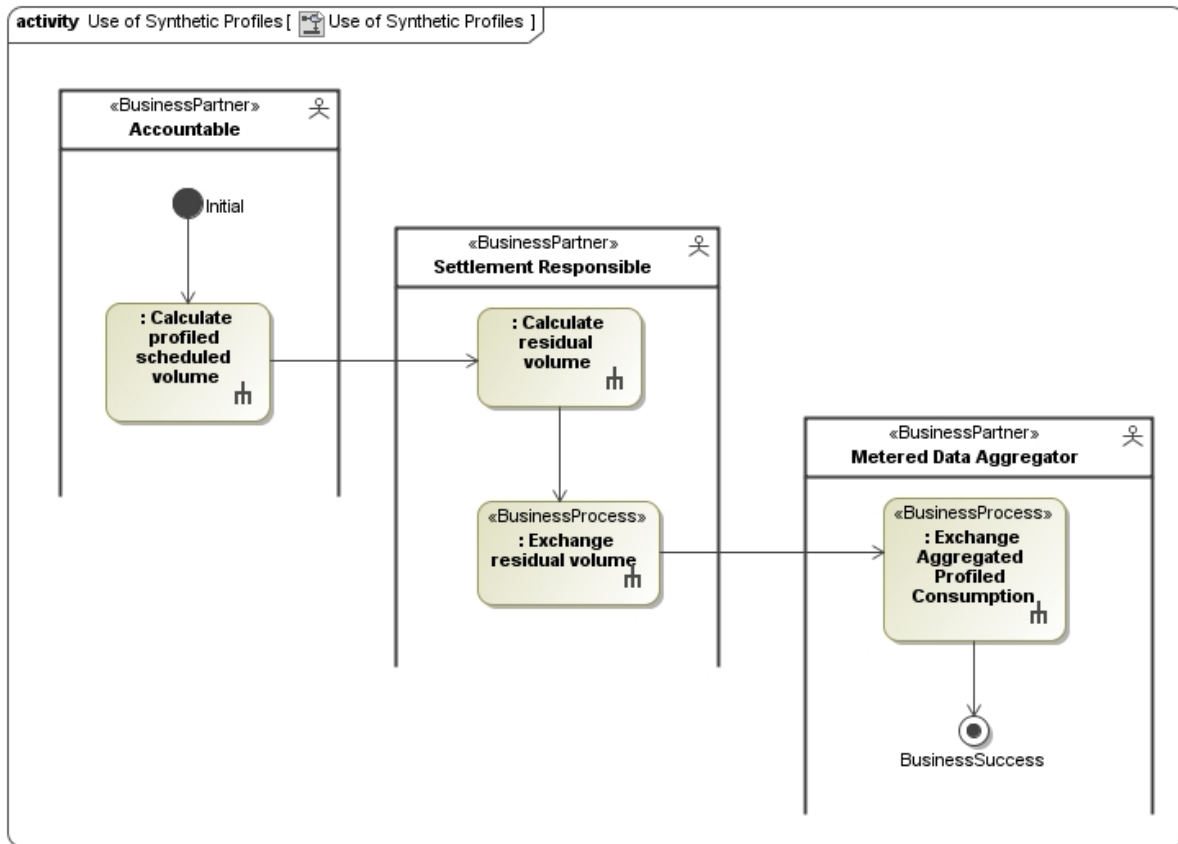 activity Use of Synthetic Profiles [ Use of Synthetic Profiles ]
«BusinessPartner»
Accountable
Initial
: Calculate
profiled
scheduled
volume
«BusinessPartner»
Settlement Responsible
: Calculate
residual
volume
«BusinessProcess»
: Exchange
residual volume
«BusinessPartner»
Metered Data Aggregator
«BusinessProcess»
: Exchange
Aggregated
Profiled
Consumption
BusinessSuccess